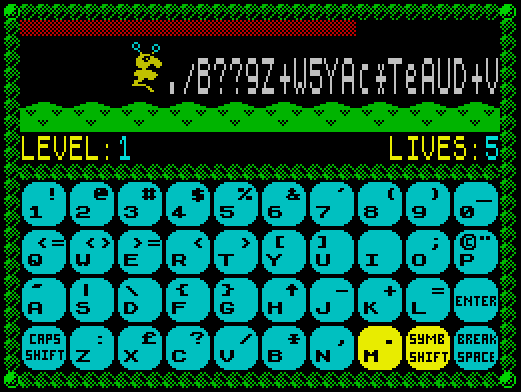 ./B??9Z+W5YAc*TeAUD+V
LEVEL:1 LIVES:5
! @ # $ % & ' ( ) _
1 2 3 4 5 6 7 8 9 0
<= <> >= < > [ ] ; ©"
Q W E R T Y U I O P
~ | \ { } ↑ - + =
A S D F G H J K L ENTER
CAPS : £ ? / * , . SYMB BREAK
SHIFT Z X C V B N M SHIFT SPACE